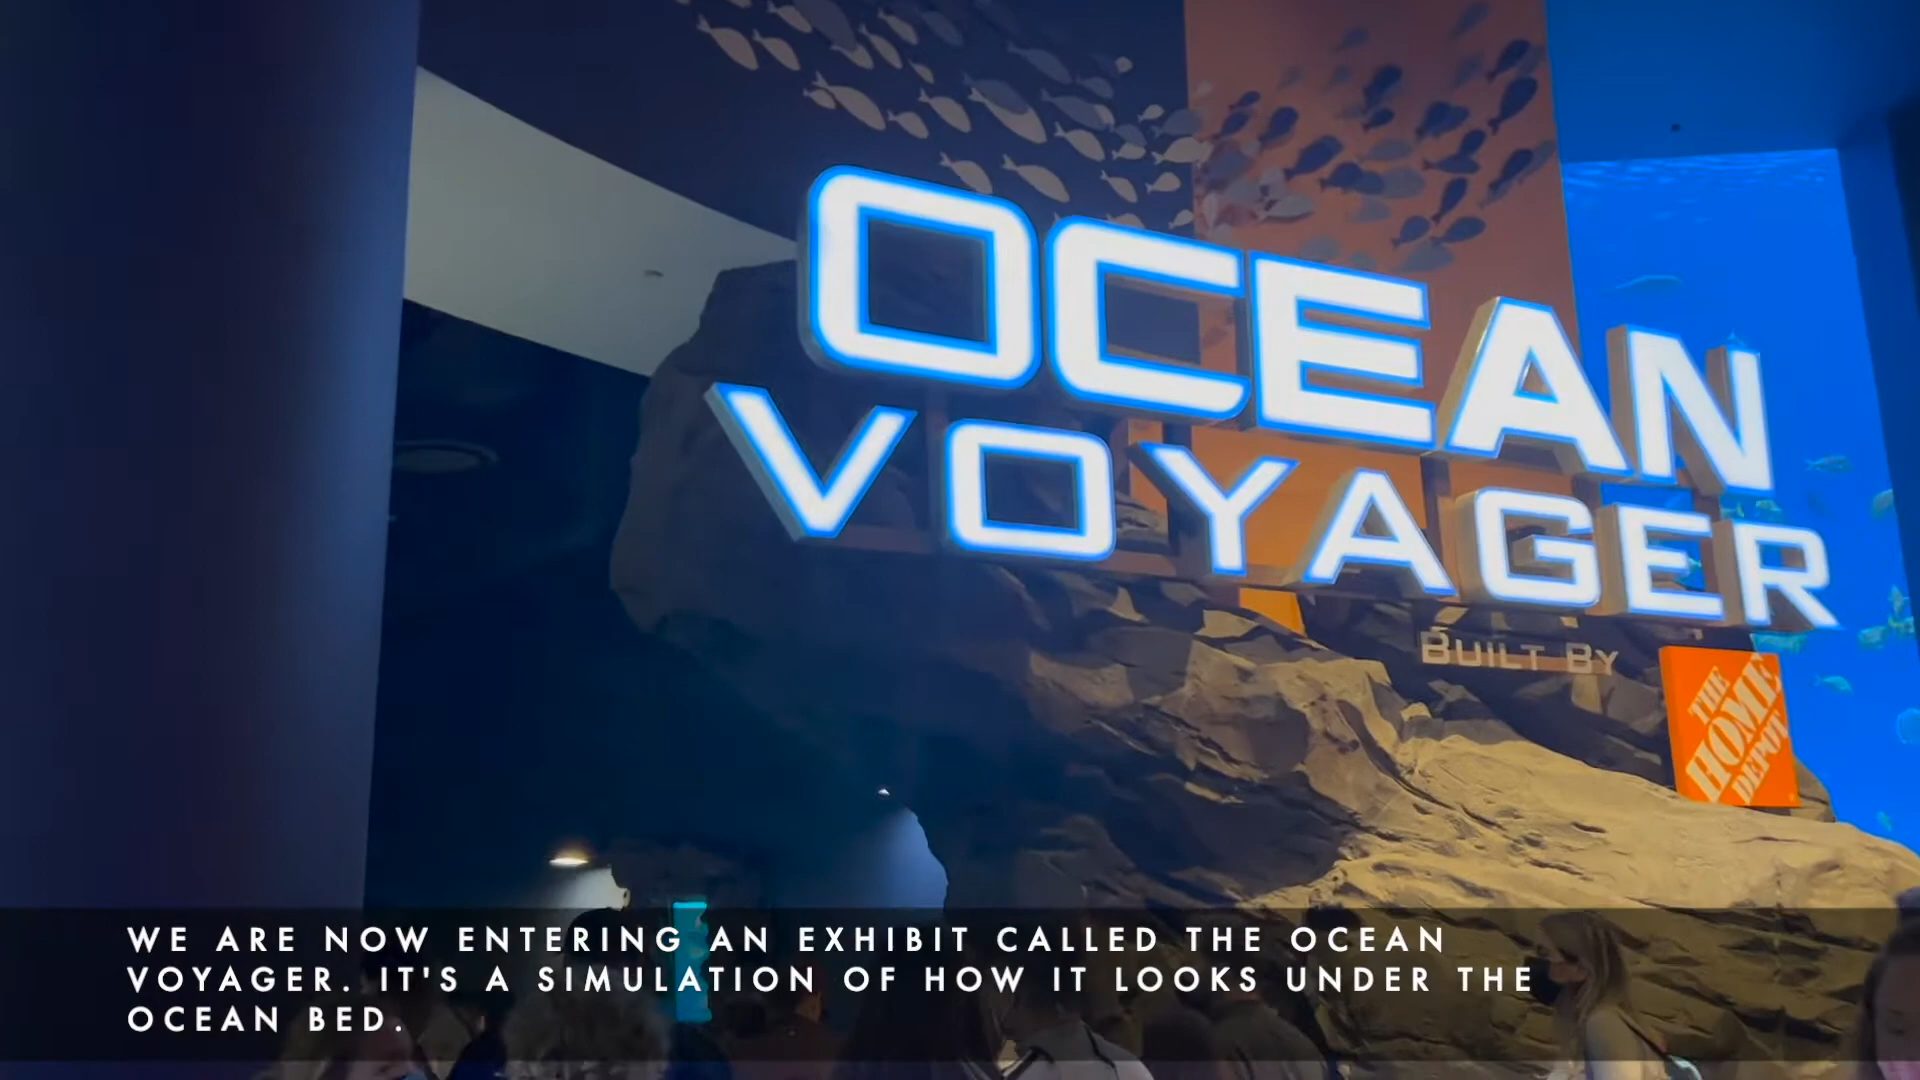 OCEAN
VOYAGER
BUILT BY
THE
HOME
DEPOT
WE ARE NOW ENTERING AN EXHIBIT CALLED THE OCEAN
VOYAGER. IT'S A SIMULATION OF HOW IT LOOKS UNDER THE
OCEAN BED.